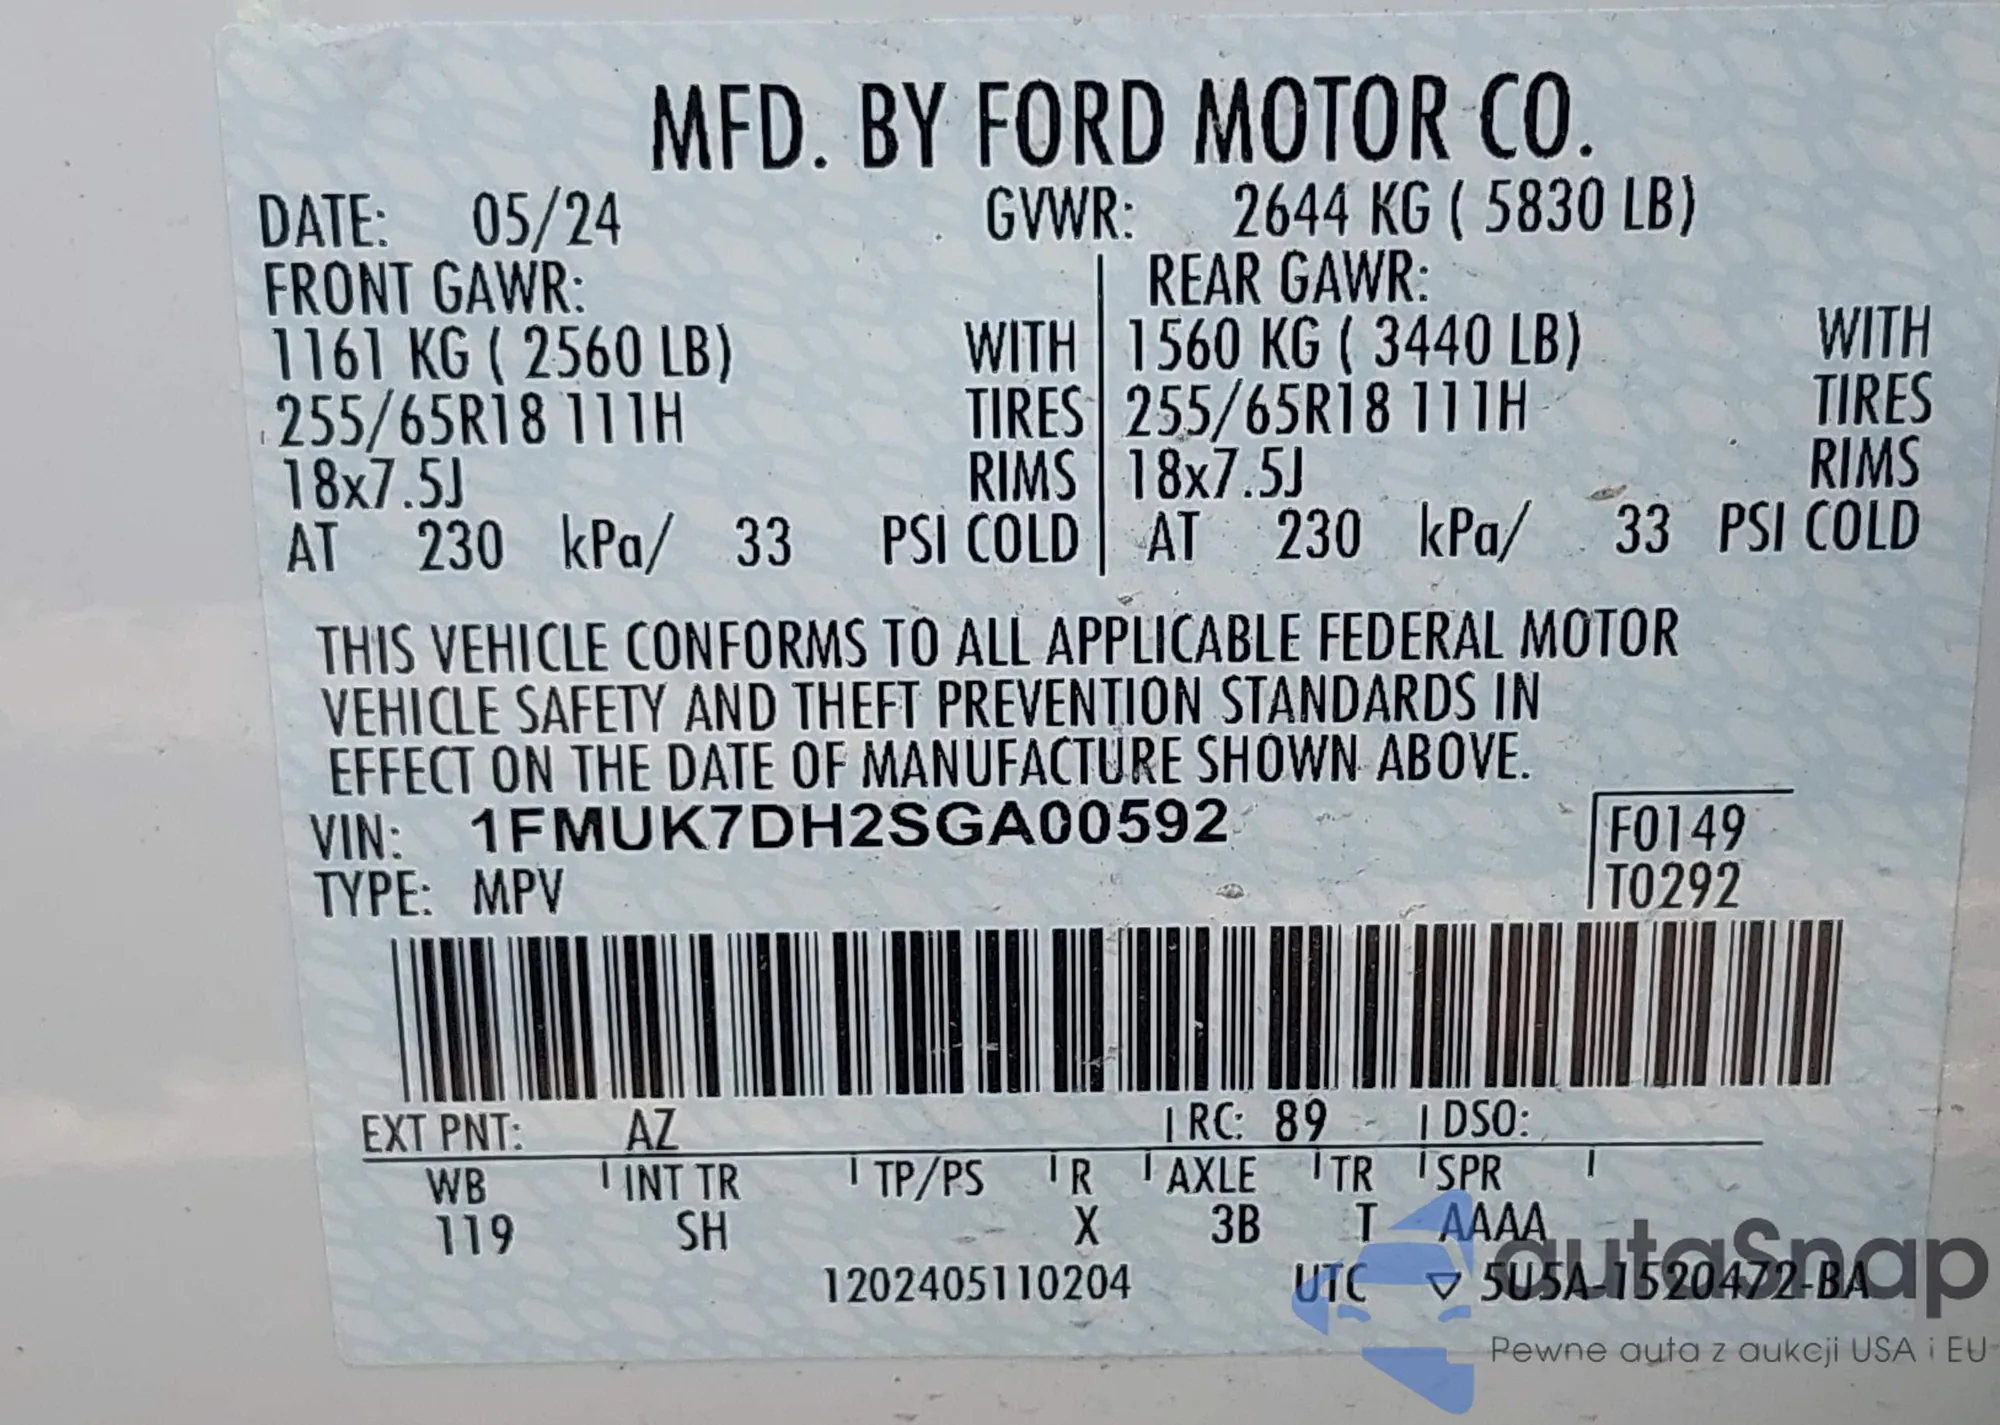 MFD. BY FORD MOTOR CO.
DATE: 05/24 GVWR: 2644 KG ( 5830 LB)
FRONT GAWR: REAR GAWR:
1161 KG ( 2560 LB) WITH 1560 KG ( 3440 LB) WITH
255/65R18 111H TIRES 255/65R18 111H TIRES
18x7.5J RIMS 18x7.5J RIMS
AT 230 kPa/ 33 PSI COLD AT 230 kPa/ 33 PSI COLD
THIS VEHICLE CONFORMS TO ALL APPLICABLE FEDERAL MOTOR
VEHICLE SAFETY AND THEFT PREVENTION STANDARDS IN
EFFECT ON THE DATE OF MANUFACTURE SHOWN ABOVE.
VIN: 1FMUK7DH2SGA00592 F0149
TYPE: MPV T0292
EXT PNT: AZ RC: 89 DSO:
WB INT TR TP/PS R AXLE TR SPR
119 SH X 3B T AAAA
1202405110204 UTC 5U5A-1520472-BA
autoSnap
Pewne auta z aukcji USA i EU